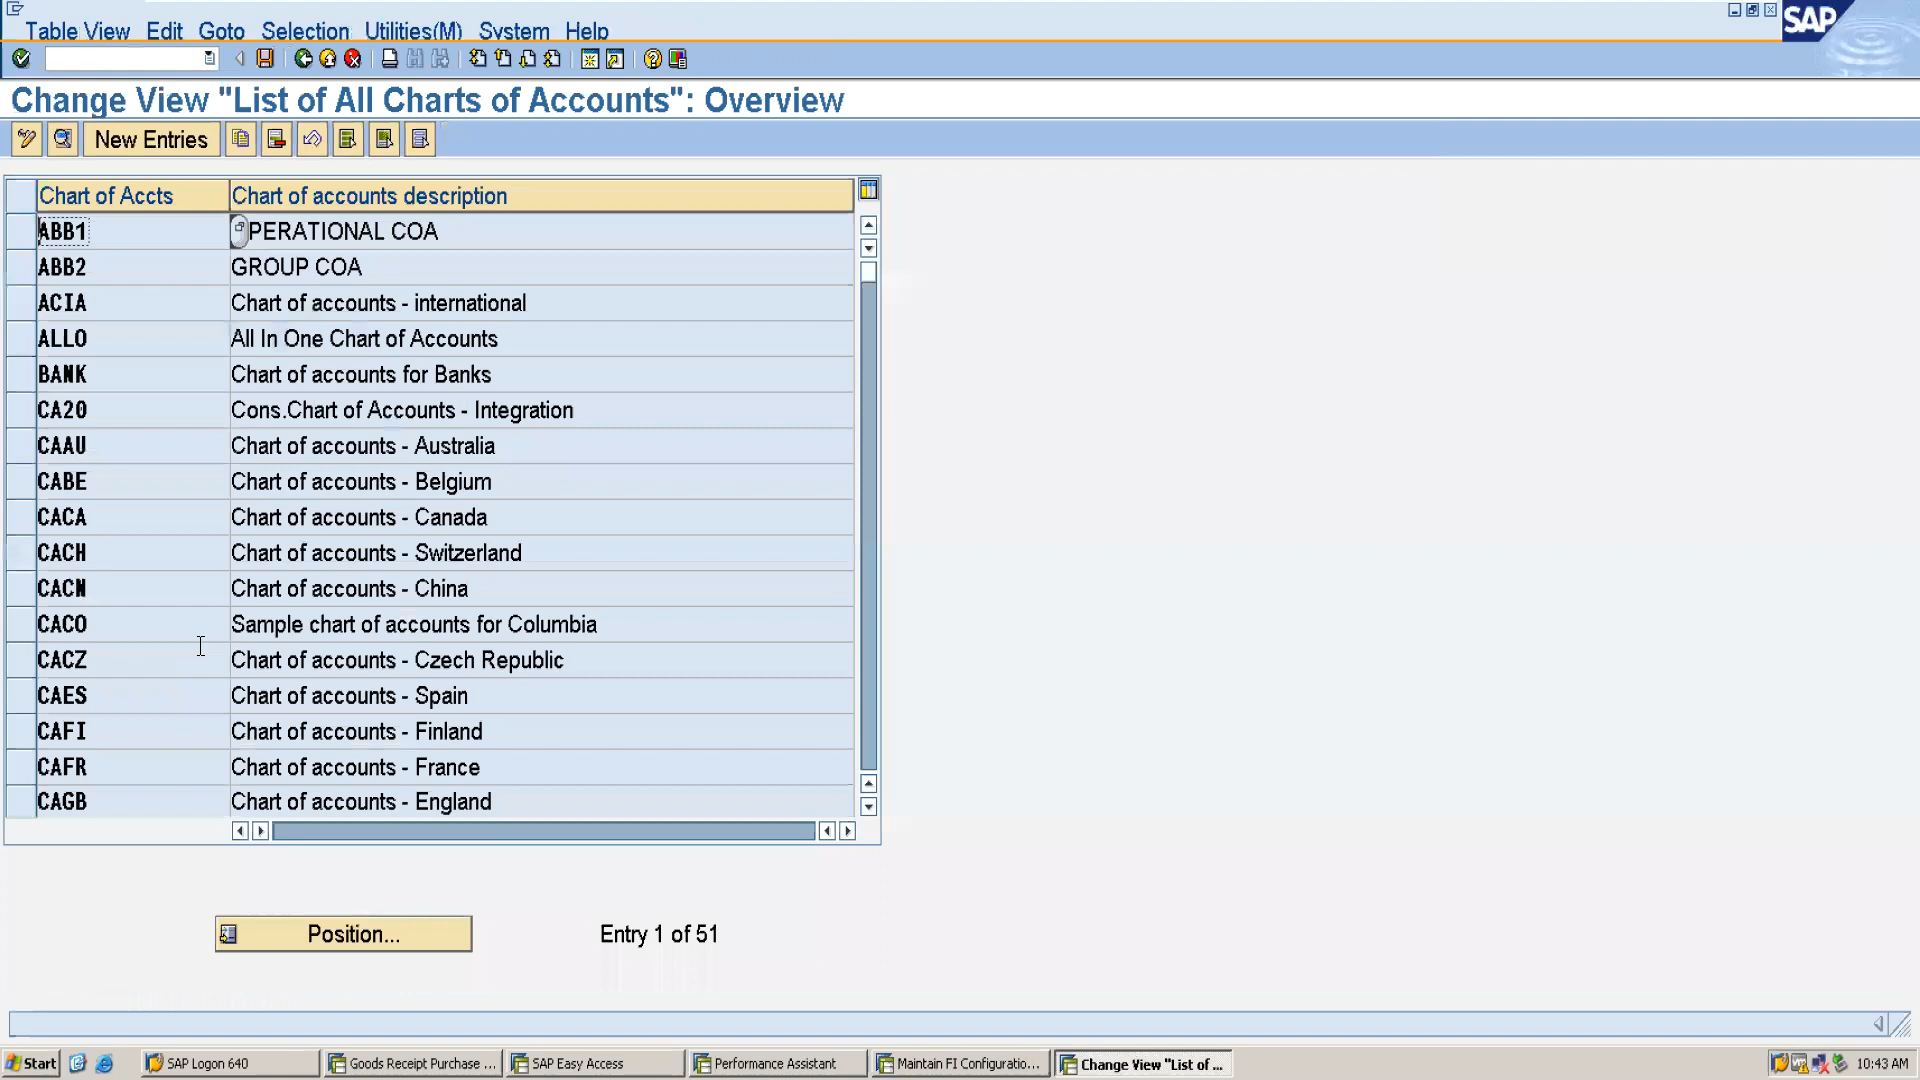 Table View Edit Goto Selection Utilities(M) System Help
SAP
Change View "List of All Charts of Accounts": Overview
New Entries
Chart of Accts Chart of accounts description
ABB1 PERATIONAL COA
ABB2 GROUP COA
ACIA Chart of accounts - international
ALLO All In One Chart of Accounts
BANK Chart of accounts for Banks
CA20 Cons.Chart of Accounts - Integration
CAAU Chart of accounts - Australia
CABE Chart of accounts - Belgium
CACA Chart of accounts - Canada
CACH Chart of accounts - Switzerland
CACN Chart of accounts - China
CACO Sample chart of accounts for Columbia
CACZ Chart of accounts - Czech Republic
CAES Chart of accounts - Spain
CAFI Chart of accounts - Finland
CAFR Chart of accounts - France
CAGB Chart of accounts - England
Position... Entry 1 of 51
Start SAP Logon 640 Goods Receipt Purchase ... SAP Easy Access Performance Assistant Maintain FI Configuratio... Change View "List of ... 10:43 AM